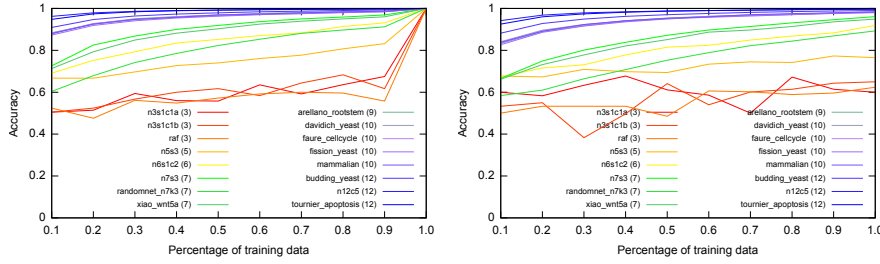 1
0.8
0.6
0.4
0.2
0
Accuracy
0.1 0.2 0.3 0.4 0.5 0.6 0.7 0.8 0.9 1.0
Percentage of training data
n3s1c1a (3)
n3s1c1b (3)
raf (3)
n5s3 (5)
n6s1c2 (6)
n7s3 (7)
randomnet_n7k3 (7)
xiao_wnt5a (7)
arellano_rootstem (9)
davidich_yeast (10)
faure_cellcycle (10)
fission_yeast (10)
mammalian (10)
budding_yeast (12)
n12c5 (12)
tournier_apoptosis (12)
1
0.8
0.6
0.4
0.2
0
Accuracy
0.1 0.2 0.3 0.4 0.5 0.6 0.7 0.8 0.9 1.0
Percentage of training data
n3s1c1a (3)
n3s1c1b (3)
raf (3)
n5s3 (5)
n6s1c2 (6)
n7s3 (7)
randomnet_n7k3 (7)
xiao_wnt5a (7)
arellano_rootstem (9)
davidich_yeast (10)
faure_cellcycle (10)
fission_yeast (10)
mammalian (10)
budding_yeast (12)
n12c5 (12)
tournier_apoptosis (12)